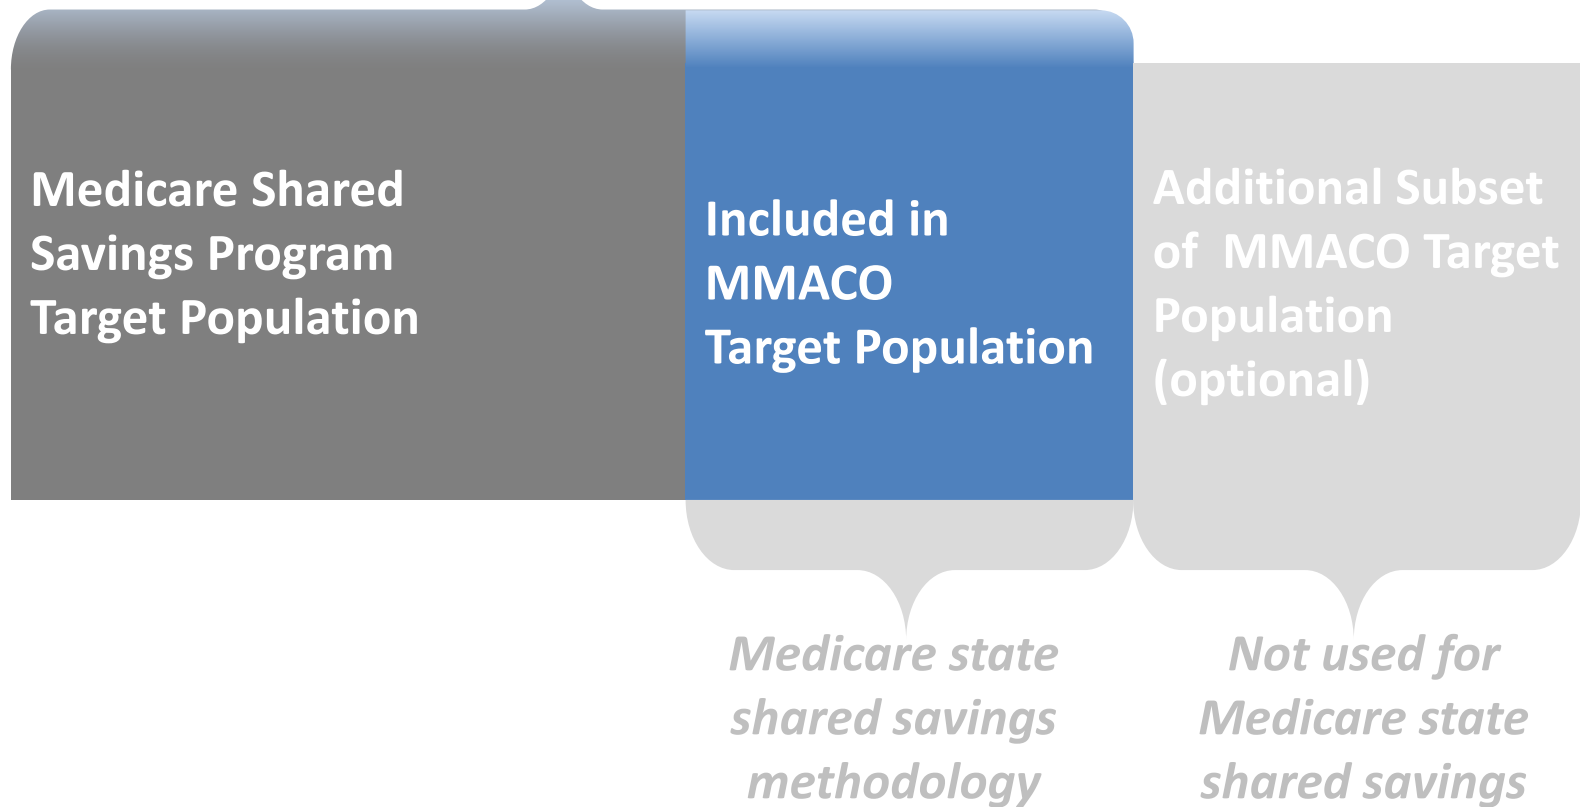 Medicare Shared
Savings Program
Target Population
Included in
MMACO
Target Population
Additional Subset
of  MMACO Target
Population
(optional)
Medicare state
shared savings
methodology
Not used for
Medicare state
shared savings